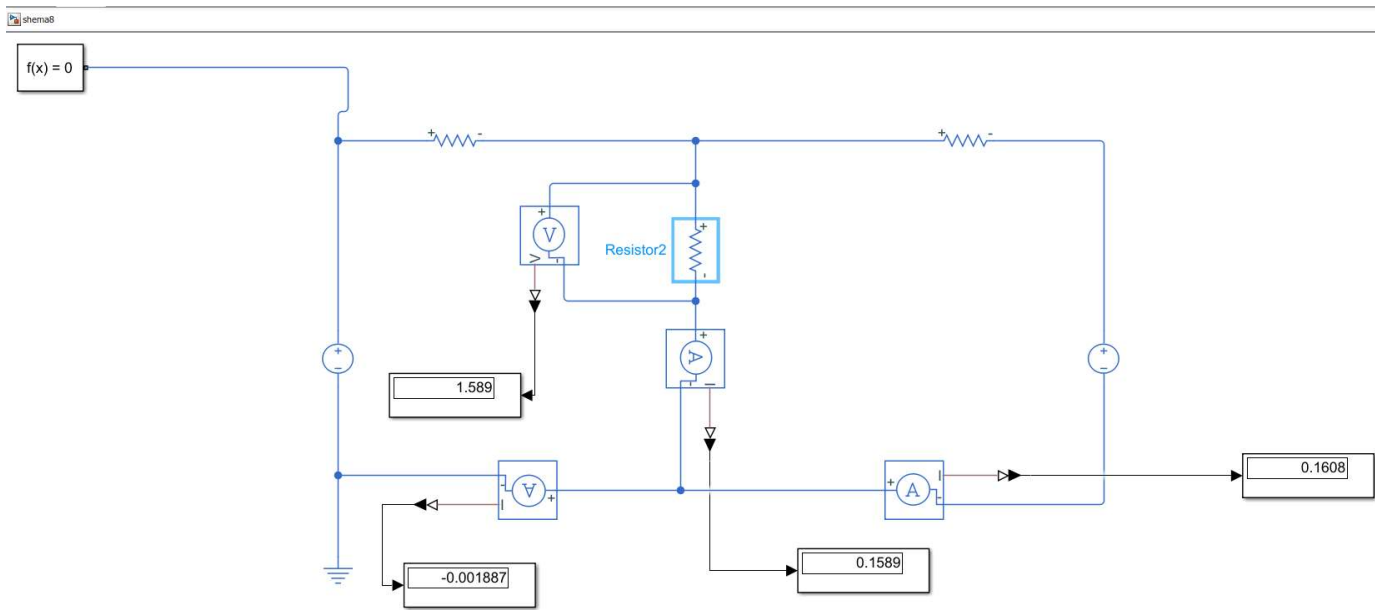 shema8
f(x) = 0
+
-
+
-
+
V
-
V
Resistor2
+
-
+
A
-
I
+
-
+
-
1.589
-
A
+
I
+
A
I
-
0.1608
-0.001887
0.1589